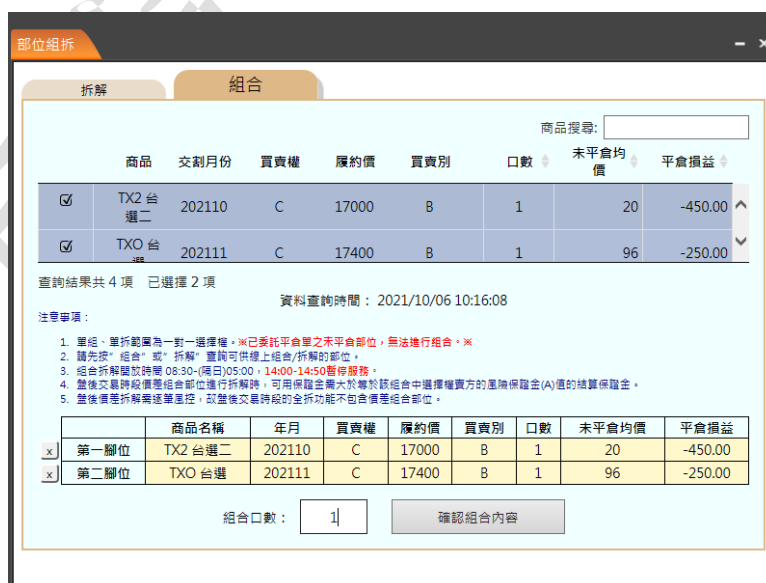 部位組拆
拆解
組合
商品搜尋:
商品 交割月份 買賣權 履約價 買賣別 口數 未平倉均價 平倉損益
TX2 台選二 202110 C 17000 B 1 20 -450.00
TXO 台選 202111 C 17400 B 1 96 -250.00
查詢結果共 4 項 已選擇 2 項
資料查詢時間： 2021/10/06 10:16:08
注意事項：
1. 單組、單拆範圍為一對一選擇權。※已委託平倉單之未平倉部位，無法進行組合。※
2. 請先按"組合"或"拆解"查詢可供線上組合/拆解的部位。
3. 組合拆解開放時間 08:30-(隔日)05:00，14:00-14:50暫停服務。
4. 盤後交易時段價差組合部位進行拆解時，可用保證金需大於等於該組合中選擇權賣方的風險保證金(A)值的結算保證金。
5. 盤後價差拆解需逐筆風控，故盤後交易時段的全拆功能不包含價差組合部位。
商品名稱 年月 買賣權 履約價 買賣別 口數 未平倉均價 平倉損益
x 第一腳位 TX2 台選二 202110 C 17000 B 1 20 -450.00
x 第二腳位 TXO 台選 202111 C 17400 B 1 96 -250.00
組合口數： 1 確認組合內容